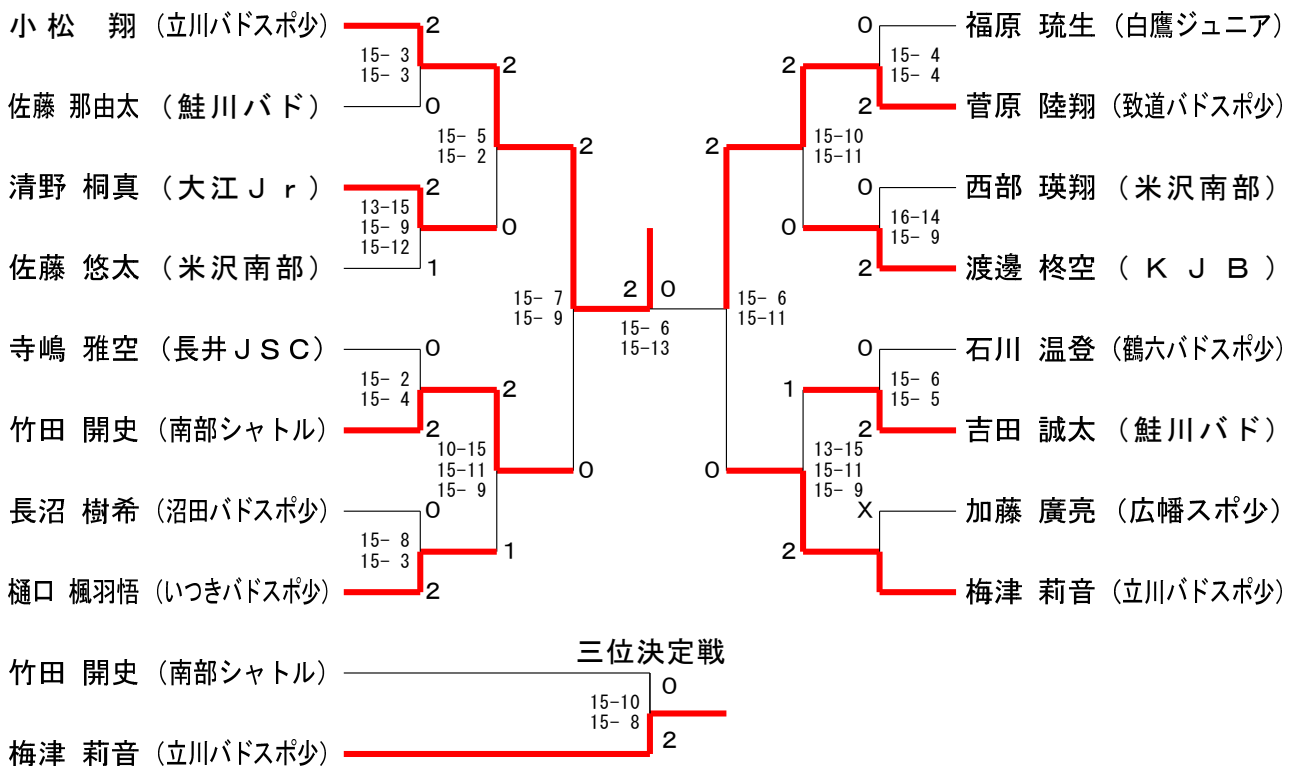 小松 翔 (立川バドスポ少)
2
15- 3
15- 3
2
佐藤 那由太 (鮭川バド)
0
15- 5
15- 2
2
清野 桐真 (大江Ｊｒ)
2
13-15
15- 9
15-12
0
佐藤 悠太 (米沢南部)
1
15- 7
15- 9
寺嶋 雅空 (長井ＪＳＣ)
0
15- 2
15- 4
2
竹田 開史 (南部シャトル)
2
10-15
15-11
15- 9
0
長沼 樹希 (沼田バドスポ少)
0
15- 8
15- 3
1
樋口 楓羽悟 (いつきバドスポ少)
2
2 0
15- 6
15-13
0 福原 琉生 (白鷹ジュニア)
15- 4
15- 4
2
2 菅原 陸翔 (致道バドスポ少)
15-10
15-11
2
0 西部 瑛翔 (米沢南部)
16-14
15- 9
0
2 渡邊 柊空 (ＫＪＢ)
15- 6
15-11
0 石川 温登 (鶴六バドスポ少)
15- 6
15- 5
1
2 吉田 誠太 (鮭川バド)
13-15
15-11
15- 9
0
X 加藤 廣亮 (広幡スポ少)
2
梅津 莉音 (立川バドスポ少)
三位決定戦
竹田 開史 (南部シャトル)
0
15-10
15- 8
梅津 莉音 (立川バドスポ少)
2